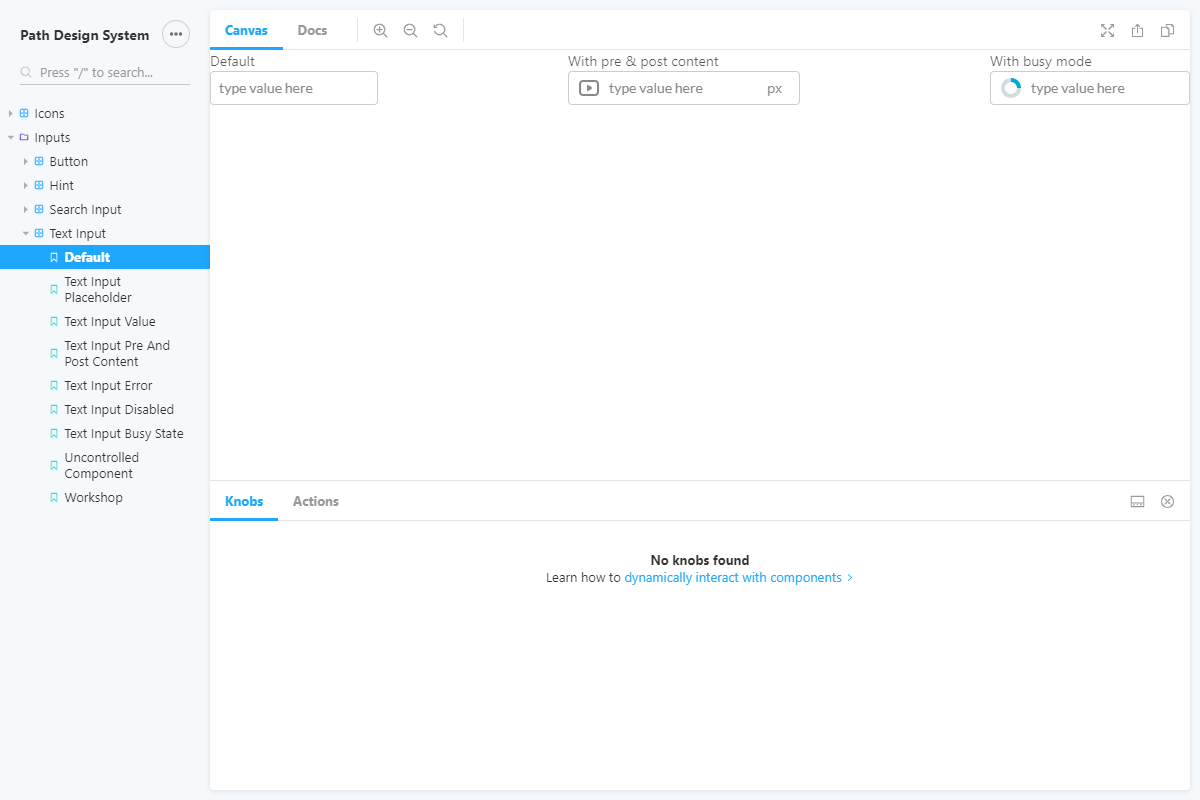 Path Design System
Press "/" to search...
Icons
Inputs
Button
Hint
Search Input
Text Input
Default
Text Input
Placeholder
Text Input Value
Text Input Pre And
Post Content
Text Input Error
Text Input Disabled
Text Input Busy State
Uncontrolled
Component
Workshop
Canvas Docs
Default With pre & post content With busy mode
type value here type value here px type value here
Knobs Actions
No knobs found
Learn how to dynamically interact with components